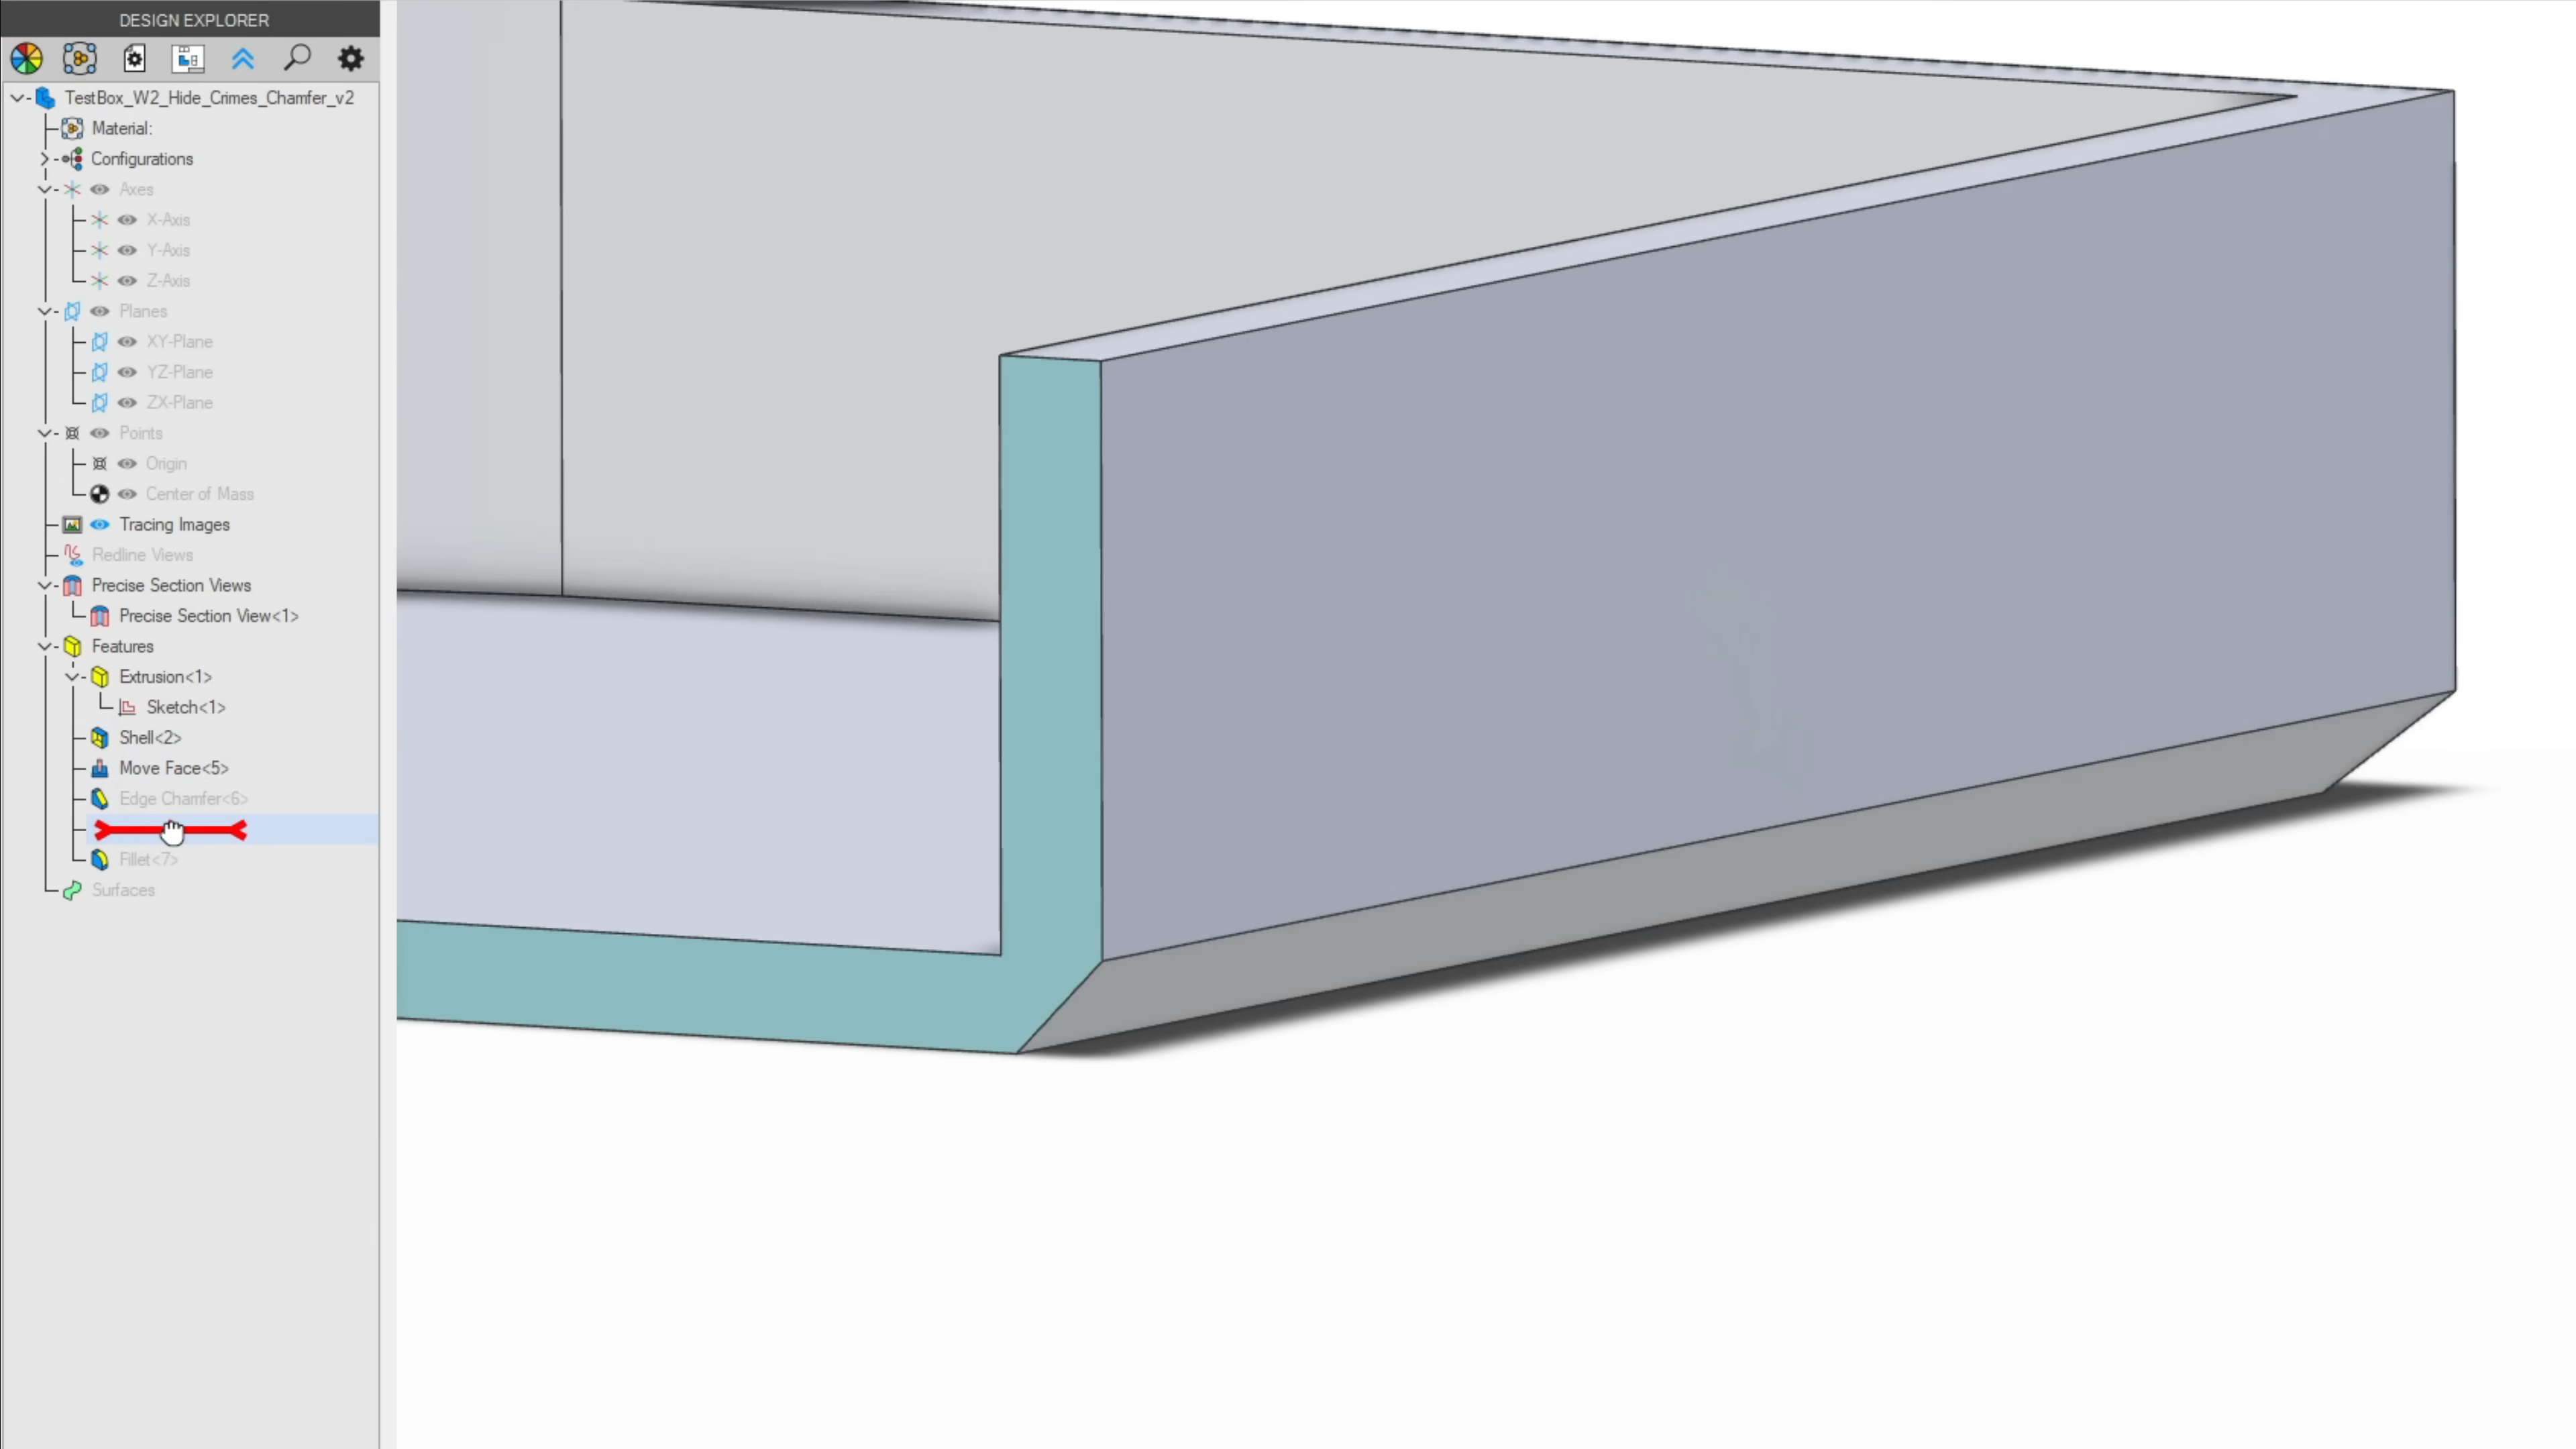 DESIGN EXPLORER
TestBox_W2_Hide_Crimes_Chamfer_v2
Material:
Configurations
Axes
X-Axis
Y-Axis
Z-Axis
Planes
XY-Plane
YZ-Plane
ZX-Plane
Points
Origin
Center of Mass
Tracing Images
Redline Views
Precise Section Views
Precise Section View<1>
Features
Extrusion<1>
Sketch<1>
Shell<2>
Move Face<5>
Edge Chamfer<6>
Fillet<7>
Surfaces